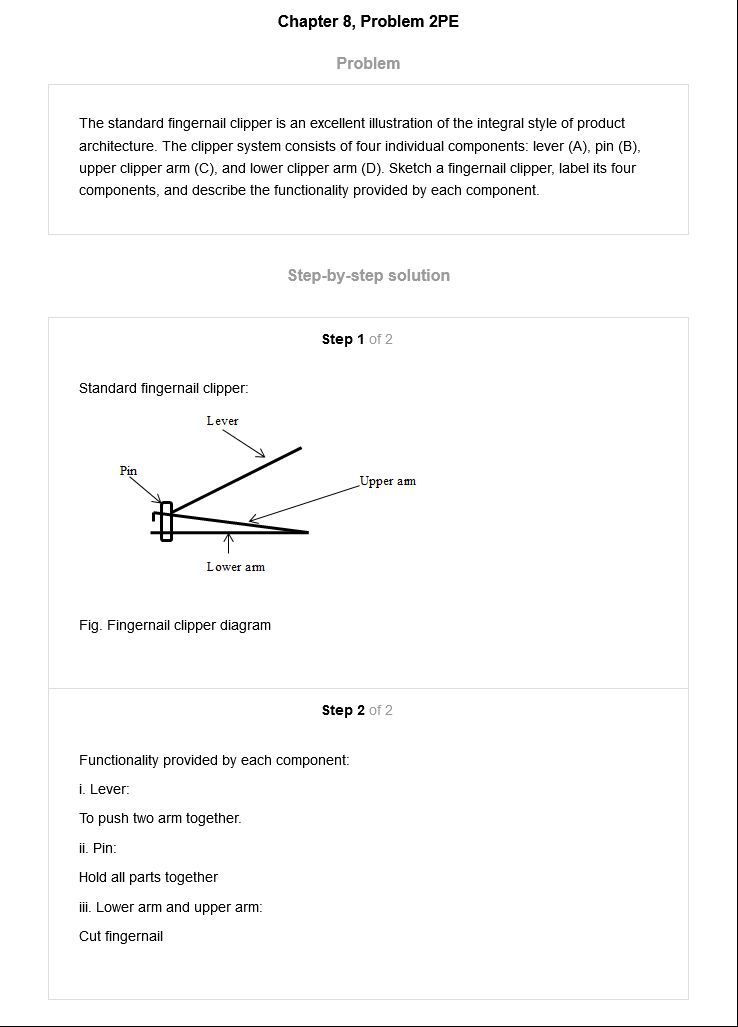 Chapter 8, Problem 2PE
Problem
The standard fingernail clipper is an excellent illustration of the integral style of product
architecture. The clipper system consists of four individual components: lever (A), pin (B),
upper clipper arm (C), and lower clipper arm (D). Sketch a fingernail clipper, label its four
components, and describe the functionality provided by each component.
Step-by-step solution
Step 1 of 2
Standard fingernail clipper:
Lever
Pin
Upper arm
Lower arm
Fig. Fingernail clipper diagram
Step 2 of 2
Functionality provided by each component:
i. Lever:
To push two arm together.
ii. Pin:
Hold all parts together
iii. Lower arm and upper arm:
Cut fingernail